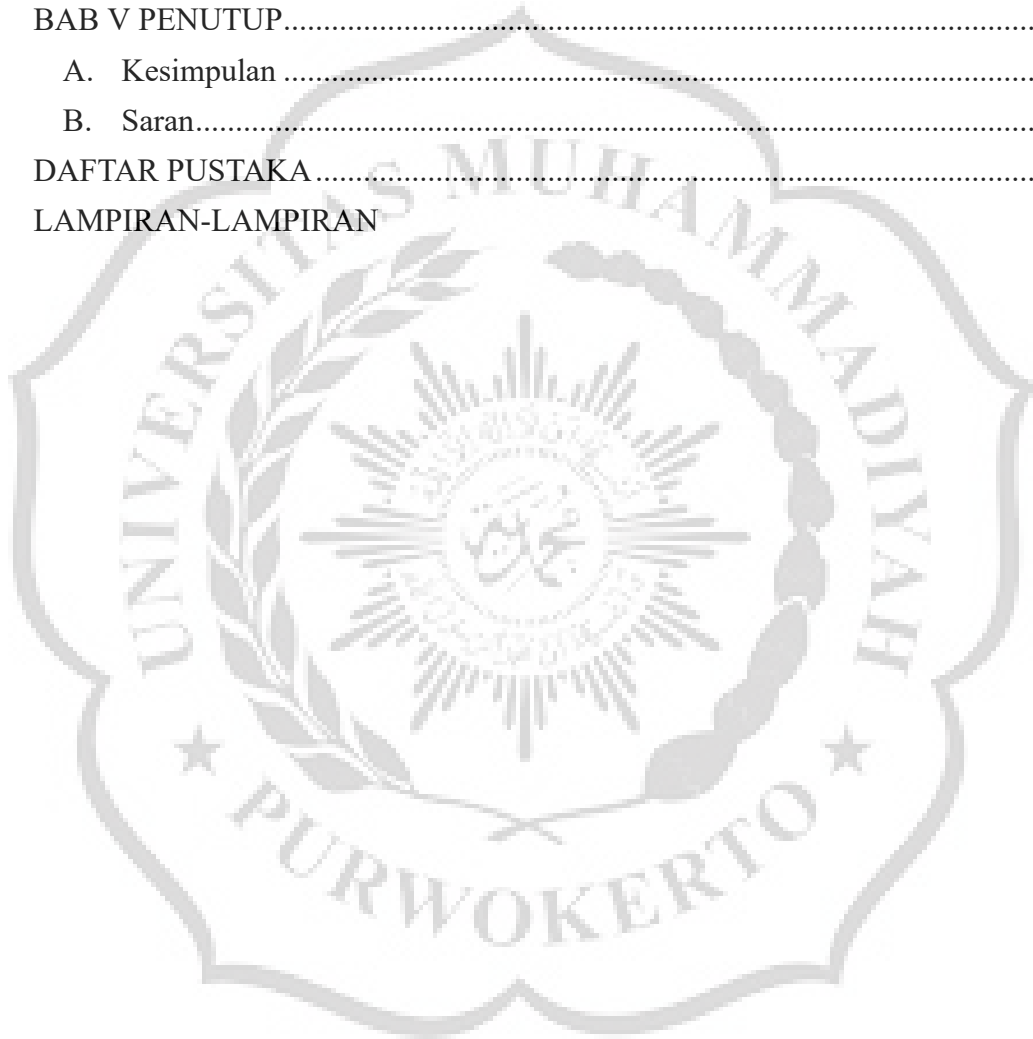 BAB V PENUTUP........................................................................................
A. Kesimpulan ........................................................................................
B. Saran........................................................................................
DAFTAR PUSTAKA........................................................................................
LAMPIRAN-LAMPIRAN
UNIVERSITAS MUHAMMADIYAH
PURWOKERTO